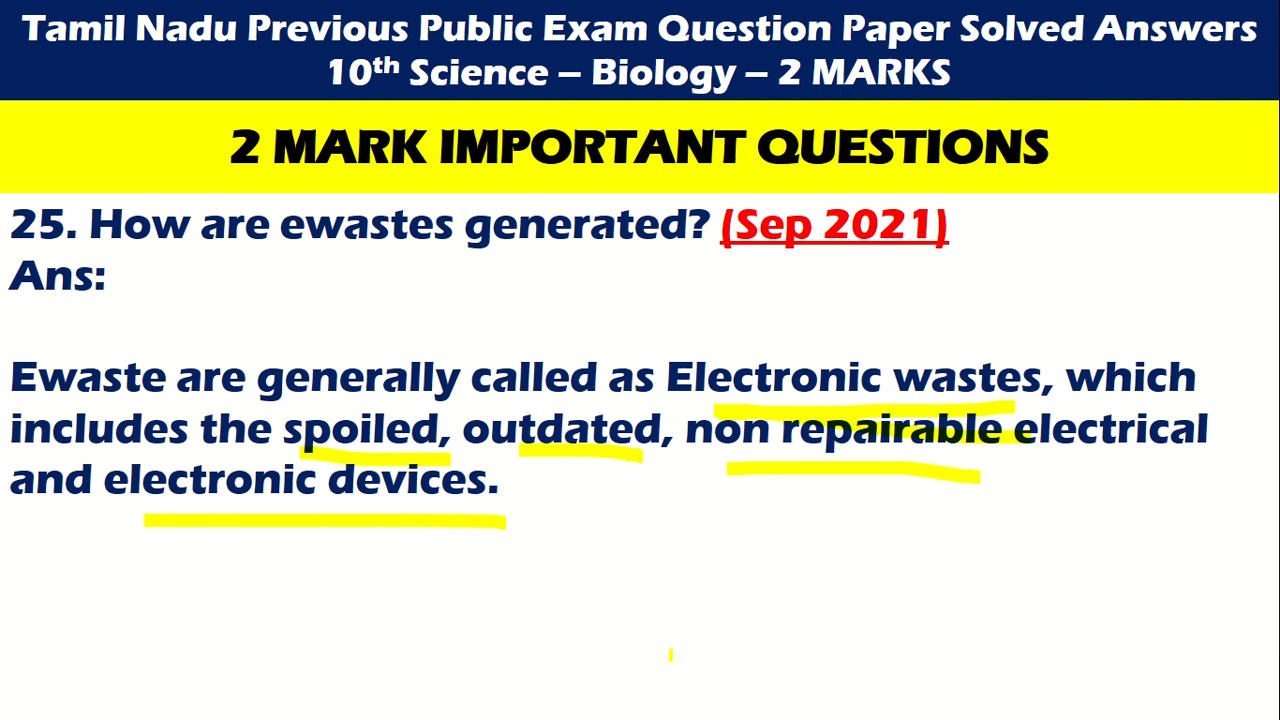 Tamil Nadu Previous Public Exam Question Paper Solved Answers
10th Science – Biology – 2 MARKS
2 MARK IMPORTANT QUESTIONS
25. How are ewastes generated? (Sep 2021)
Ans:
Ewaste are generally called as Electronic wastes, which
includes the spoiled, outdated, non repairable electrical
and electronic devices.